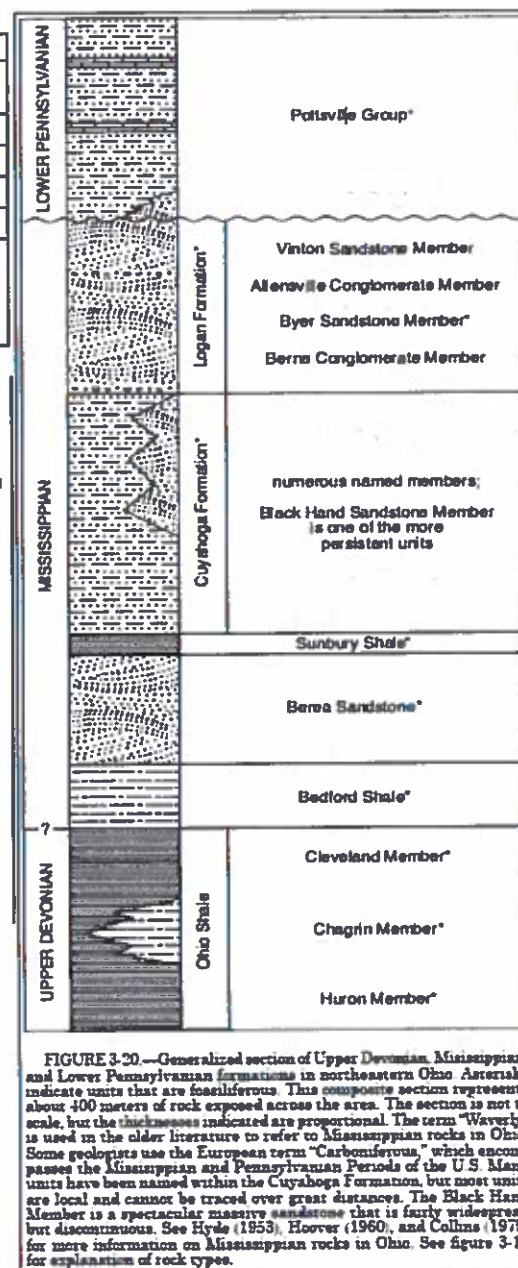 LOWER PENNSYLVANIAN
Pottsville Group*
MISSISSIPPIAN
Logan Formation*
Vinton Sandstone Member
Allensville Conglomerate Member
Byer Sandstone Member*
Berne Conglomerate Member
Cuyahoga Formation*
numerous named members;
Black Hand Sandstone Member
is one of the more
persistent units
Sunbury Shale*
Berea Sandstone*
Bedford Shale*
?
UPPER DEVONIAN
Ohio Shale
Cleveland Member*
Chagrin Member*
Huron Member*
FIGURE 3-20.—Generalized section of Upper Devonian, Mississippian
and Lower Pennsylvanian formations in northeastern Ohio. Asterisk
indicate units that are fossiliferous. This composite section represent
about 400 meters of rock exposed across the area. The section is not t
scale, but the thicknesses indicated are proportional. The term "Waverly
is used in the older literature to refer to Mississippian rocks in Ohio
Some geologists use the European term "Carboniferous," which encom
passes the Mississippian and Pennsylvanian Periods of the U.S. Man
units have been named within the Cuyahoga Formation, but most unit
are local and cannot be traced over great distances. The Black Han
Member is a spectacular massive sandstone that is fairly widesprea
but discontinuous. See Hyde (1953), Hoover (1960), and Collins (1979
for more information on Mississippian rocks in Ohio. See figure 3-1
for explanation of rock types.